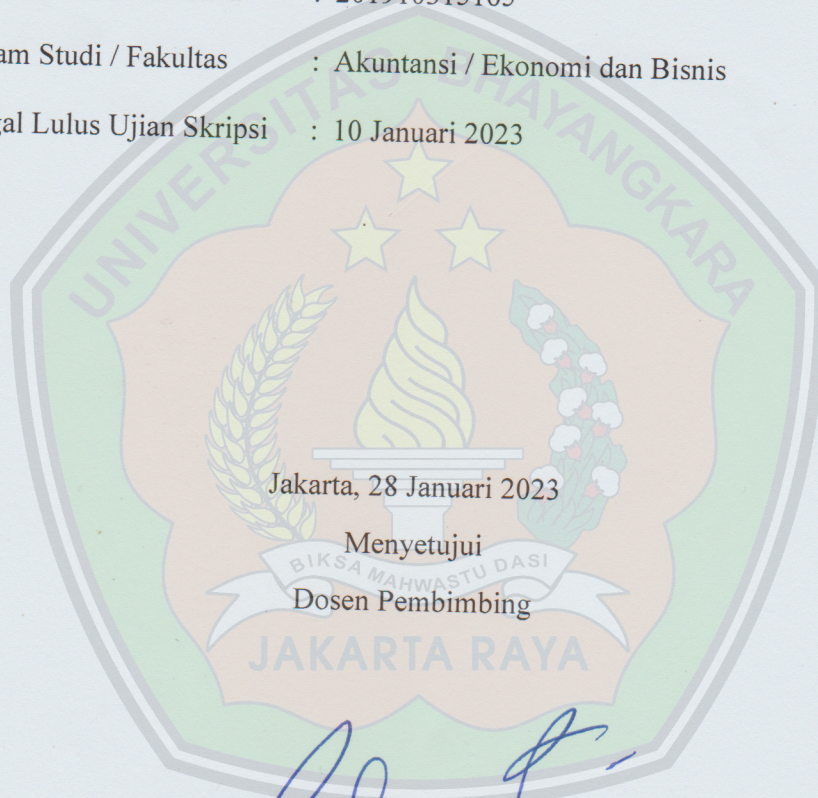 : 201910315105
am Studi / Fakultas : Akuntansi / Ekonomi dan Bisnis
gal Lulus Ujian Skripsi : 10 Januari 2023
UNIVERSITAS BHAYANGKARA
Jakarta, 28 Januari 2023
Menyetujui
BIKSA MAHWASTU DASI
Dosen Pembimbing
JAKARTA RAYA